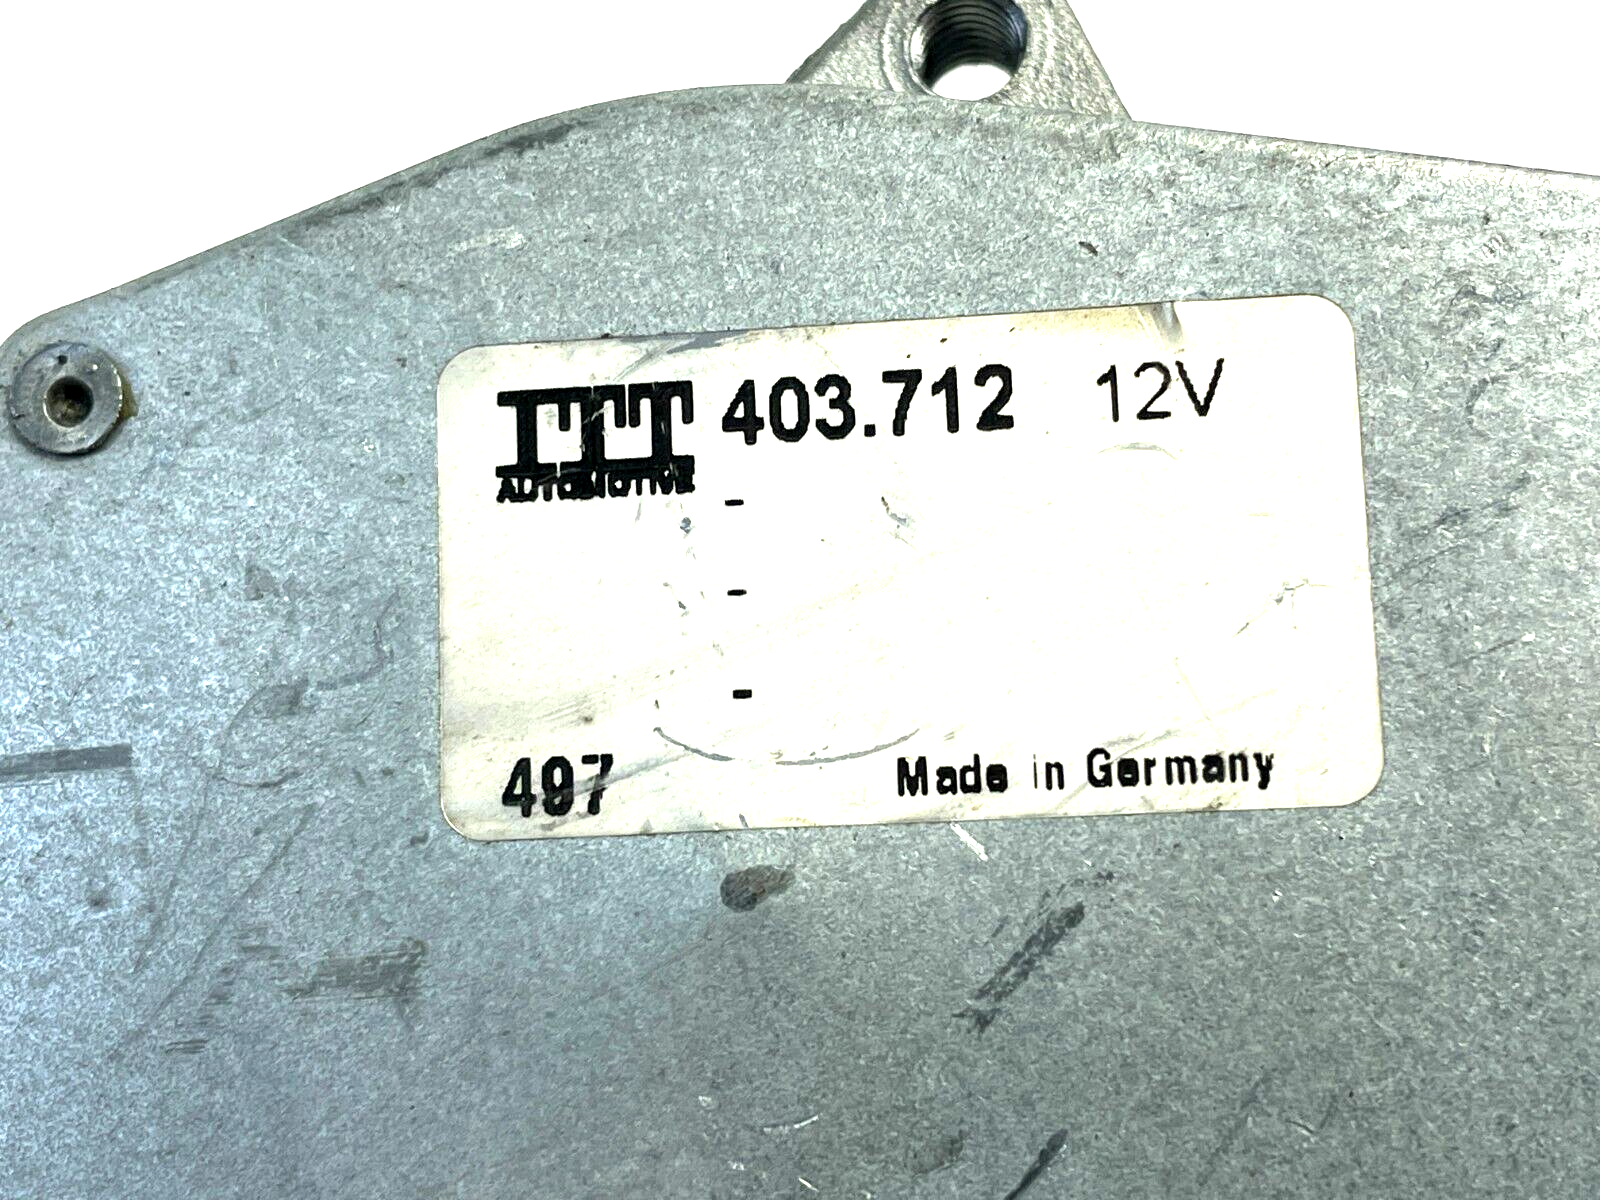 ITT 403.712 12V
AUTOMOTIVE
-
-
-
497 Made in Germany